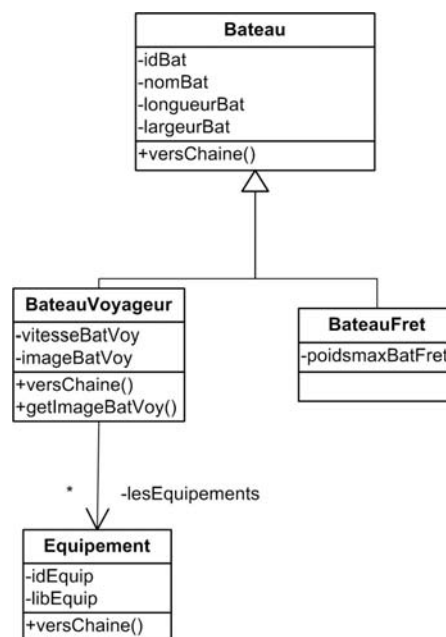 Bateau
-idBat
-nomBat
-longueurBat
-largeurBat
+versChaine()
BateauVoyageur
-vitesseBatVoy
-imageBatVoy
+versChaine()
+getImageBatVoy()
BateauFret
-poidsmaxBatFret
* -lesEquipements
Equipement
-idEquip
-libEquip
+versChaine()